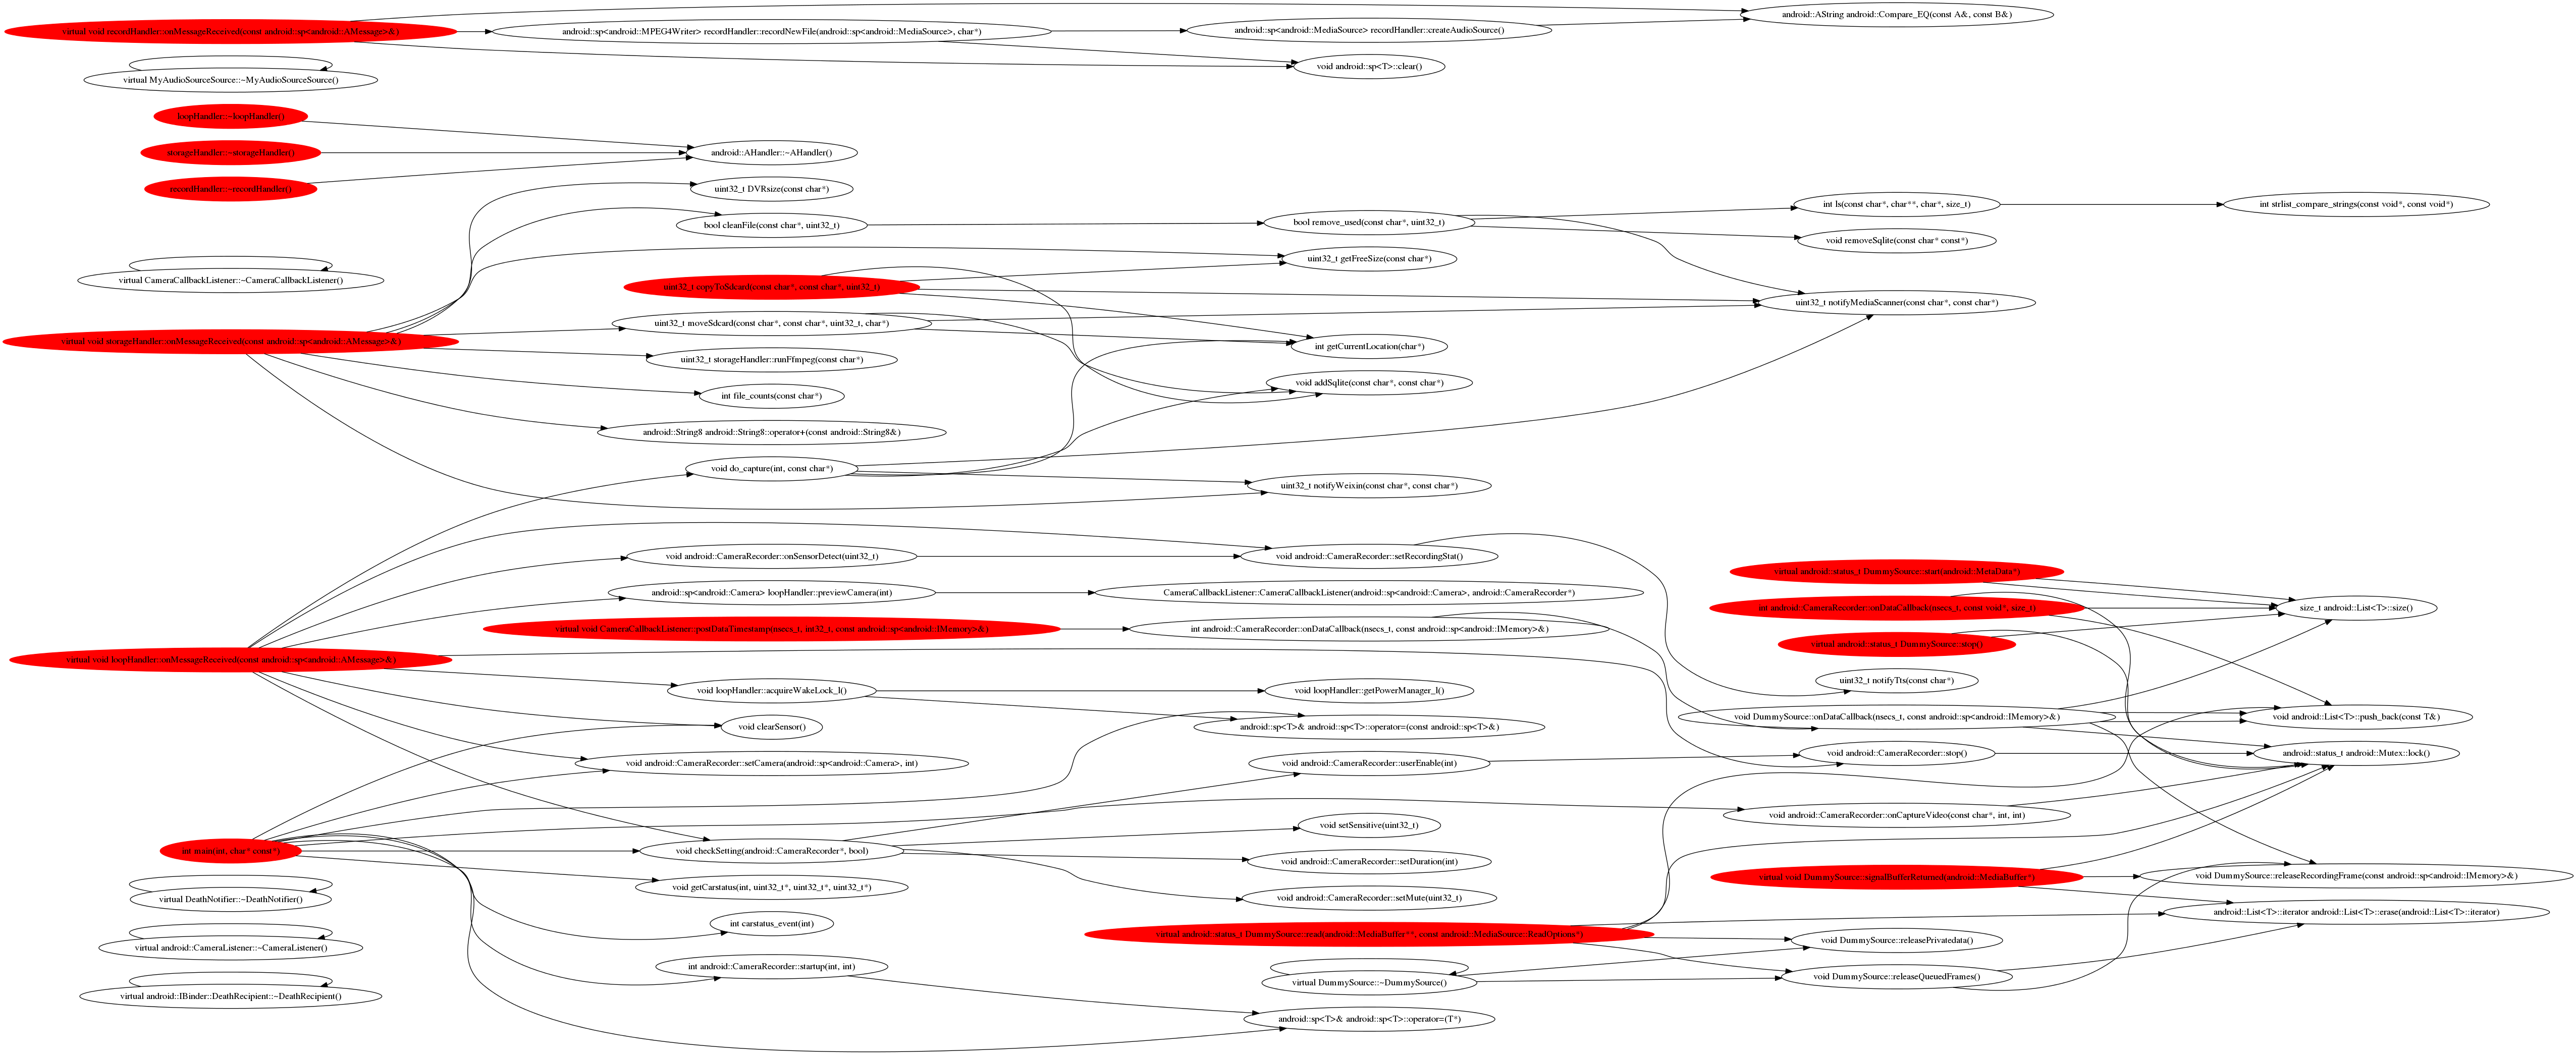 virtual void recordHandler::onMessageReceived(const android::sp<android::AMessage>&)
android::sp<android::MPEG4Writer> recordHandler::recordNewFile(android::sp<android::MediaSource>, char*)
android::sp<android::MediaSource> recordHandler::createAudioSource()
android::AString android::Compare_EQ(const A&, const B&)
void android::sp<T>::clear()
virtual MyAudioSourceSource::~MyAudioSourceSource()
loopHandler::~loopHandler()
storageHandler::~storageHandler()
android::AHandler::~AHandler()
recordHandler::~recordHandler()
uint32_t DVRsize(const char*)
bool cleanFile(const char*, uint32_t)
bool remove_used(const char*, uint32_t)
int ls(const char*, char**, char*, size_t)
int strlist_compare_strings(const void*, const void*)
void removeSqlite(const char* const*)
uint32_t getFreeSize(const char*)
virtual CameraCallbackListener::~CameraCallbackListener()
uint32_t copyToSdcard(const char*, const char*, uint32_t)
uint32_t notifyMediaScanner(const char*, const char*)
uint32_t moveSdcard(const char*, const char*, uint32_t, char*)
virtual void storageHandler::onMessageReceived(const android::sp<android::AMessage>&)
int getCurrentLocation(char*)
uint32_t storageHandler::runFfmpeg(const char*)
void addSqlite(const char*, const char*)
int file_counts(const char*)
android::String8 android::String8::operator+(const android::String8&)
void do_capture(int, const char*)
uint32_t notifyWeixin(const char*, const char*)
void android::CameraRecorder::onSensorDetect(uint32_t)
void android::CameraRecorder::setRecordingStat()
virtual android::status_t DummySource::start(android::MetaData*)
android::sp<android::Camera> loopHandler::previewCamera(int)
CameraCallbackListener::CameraCallbackListener(android::sp<android::Camera>, android::CameraRecorder*)
int android::CameraRecorder::onDataCallback(nsecs_t, const void*, size_t)
size_t android::List<T>::size()
virtual void CameraCallbackListener::postDataTimestamp(nsecs_t, int32_t, const android::sp<android::IMemory>&)
int android::CameraRecorder::onDataCallback(nsecs_t, const android::sp<android::IMemory>&)
virtual android::status_t DummySource::stop()
virtual void loopHandler::onMessageReceived(const android::sp<android::AMessage>&)
uint32_t notifyTts(const char*)
void loopHandler::acquireWakeLock_l()
void loopHandler::getPowerManager_l()
void DummySource::onDataCallback(nsecs_t, const android::sp<android::IMemory>&)
void android::List<T>::push_back(const T&)
void clearSensor()
android::sp<T>& android::sp<T>::operator=(const android::sp<T>&)
void android::CameraRecorder::stop()
android::status_t android::Mutex::lock()
void android::CameraRecorder::setCamera(android::sp<android::Camera>, int)
void android::CameraRecorder::userEnable(int)
void android::CameraRecorder::onCaptureVideo(const char*, int, int)
void setSensitive(uint32_t)
int main(int, char* const*)
void checkSetting(android::CameraRecorder*, bool)
void android::CameraRecorder::setDuration(int)
virtual void DummySource::signalBufferReturned(android::MediaBuffer*)
void DummySource::releaseRecordingFrame(const android::sp<android::IMemory>&)
void getCarstatus(int, uint32_t*, uint32_t*, uint32_t*)
virtual DeathNotifier::~DeathNotifier()
void android::CameraRecorder::setMute(uint32_t)
android::List<T>::iterator android::List<T>::erase(android::List<T>::iterator)
int carstatus_event(int)
virtual android::status_t DummySource::read(android::MediaBuffer**, const android::MediaSource::ReadOptions*)
void DummySource::releasePrivatedata()
virtual android::CameraListener::~CameraListener()
int android::CameraRecorder::startup(int, int)
virtual DummySource::~DummySource()
void DummySource::releaseQueuedFrames()
virtual android::IBinder::DeathRecipient::~DeathRecipient()
android::sp<T>& android::sp<T>::operator=(T*)